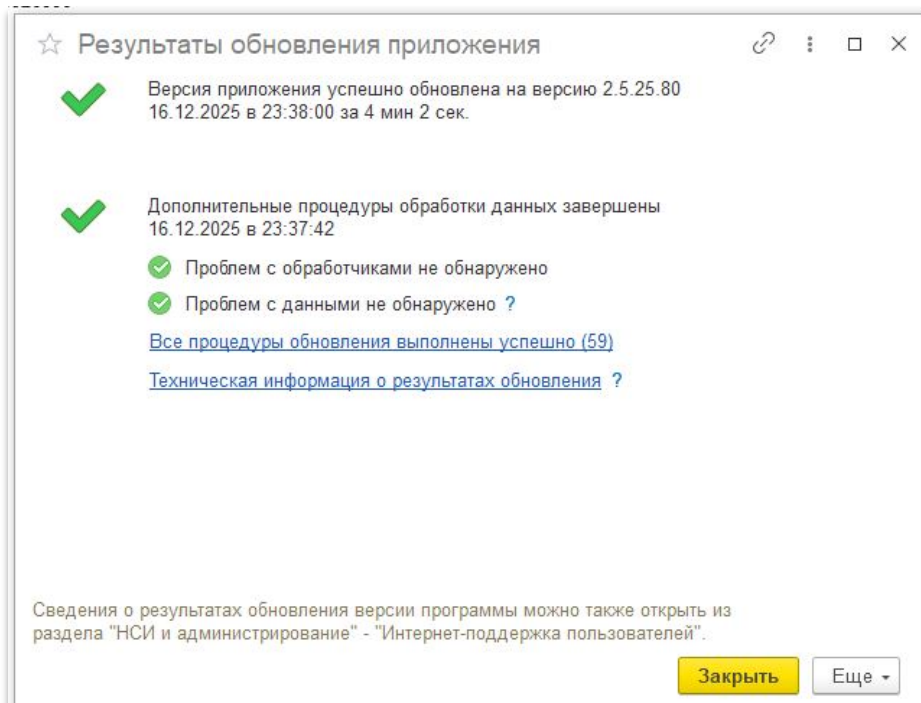 Результаты обновления приложения
Версия приложения успешно обновлена на версию 2.5.25.80
16.12.2025 в 23:38:00 за 4 мин 2 сек.
Дополнительные процедуры обработки данных завершены
16.12.2025 в 23:37:42
Проблем с обработчиками не обнаружено
Проблем с данными не обнаружено ?
Все процедуры обновления выполнены успешно (59)
Техническая информация о результатах обновления ?
Сведения о результатах обновления версии программы можно также открыть из
раздела "НСИ и администрирование" - "Интернет-поддержка пользователей".
Закрыть Еще